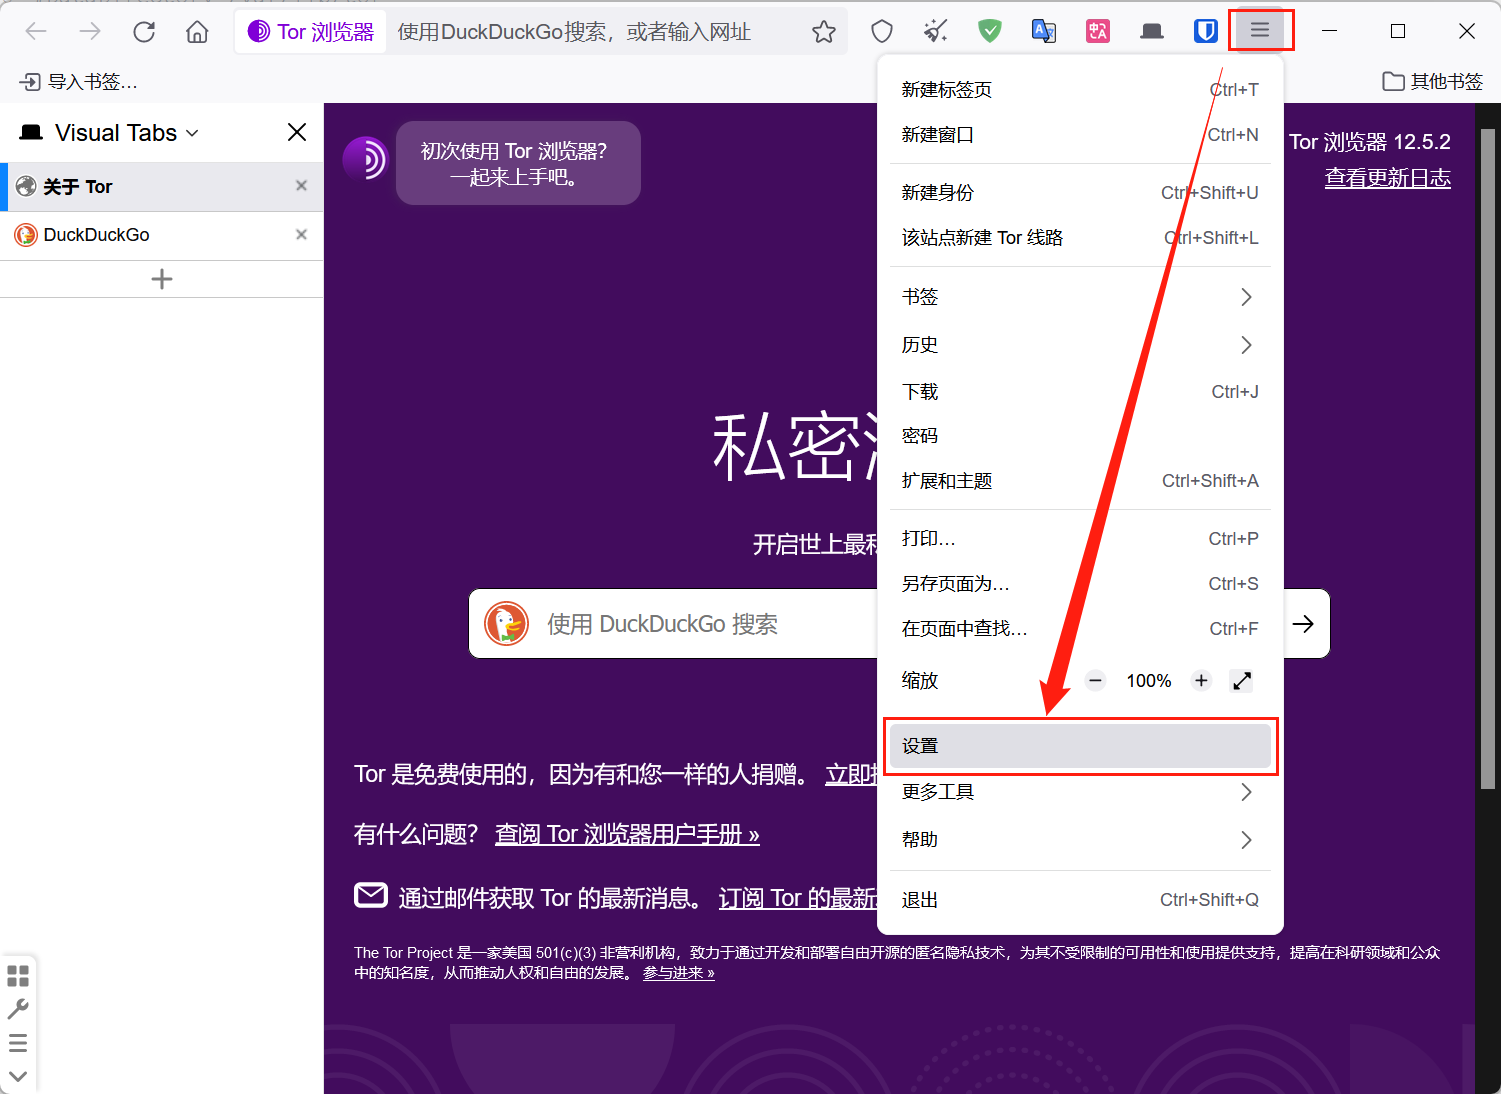 Tor 浏览器
使用DuckDuckGo搜索，或者输入网址
导入书签…
其他书签
Visual Tabs
关于 Tor
DuckDuckGo
初次使用 Tor 浏览器？
一起来上手吧。
Tor 浏览器 12.5.2
查看更新日志
私密
开启世上最
使用 DuckDuckGo 搜索
Tor 是免费使用的，因为有和您一样的人捐赠。 立即
有什么问题？ 查阅 Tor 浏览器用户手册 »
通过邮件获取 Tor 的最新消息。 订阅 Tor 的最新
The Tor Project 是一家美国 501(c)(3) 非营利机构，致力于通过开发和部署自由开源的匿名隐私技术，为其不受限制的可用性和使用提供支持，提高在科研领域和公众
中的知名度，从而推动人权和自由的发展。 参与进来 »
新建标签页 Ctrl+T
新建窗口 Ctrl+N
新建身份 Ctrl+Shift+U
该站点新建 Tor 线路 Ctrl+Shift+L
书签
历史
下载 Ctrl+J
密码
扩展和主题 Ctrl+Shift+A
打印… Ctrl+P
另存页面为… Ctrl+S
在页面中查找… Ctrl+F
缩放 − 100% +
设置
更多工具
帮助
退出 Ctrl+Shift+Q